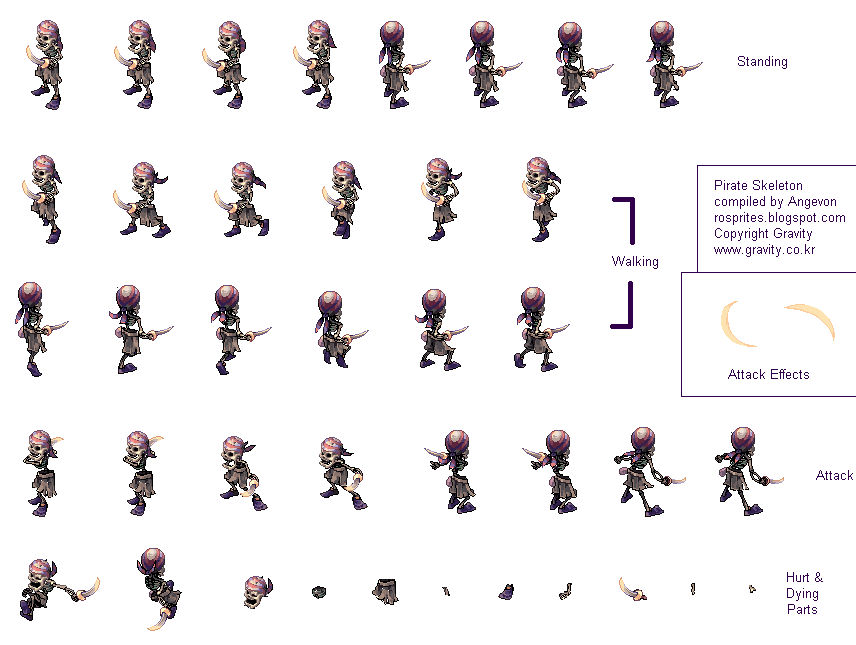 Standing
Pirate Skeleton
compiled by Angevon
rosprites.blogspot.com
Copyright Gravity
www.gravity.co.kr
Walking
Attack Effects
Attack
Hurt &
Dying
Parts